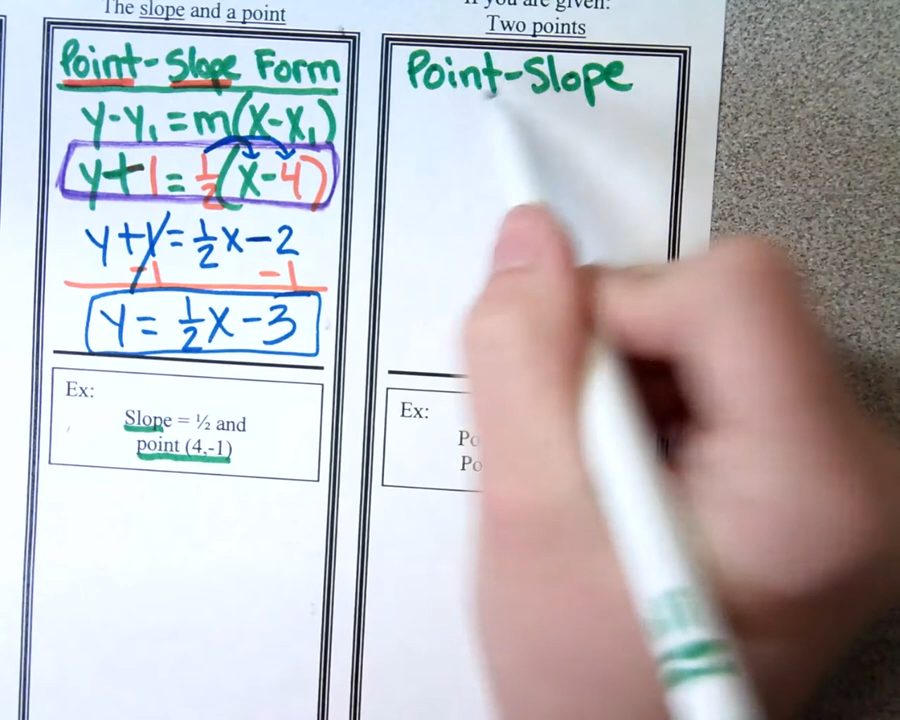 The slope and a point
Point-Slope Form
y-y₁=m(x-x₁)
y+1=½(x-4)
y+1=½x-2
-1 -1
y=½x-3
Ex:
Slope = ½ and
point (4,-1)
If you are given:
Two points
Point-Slope
Ex:
Po
Po